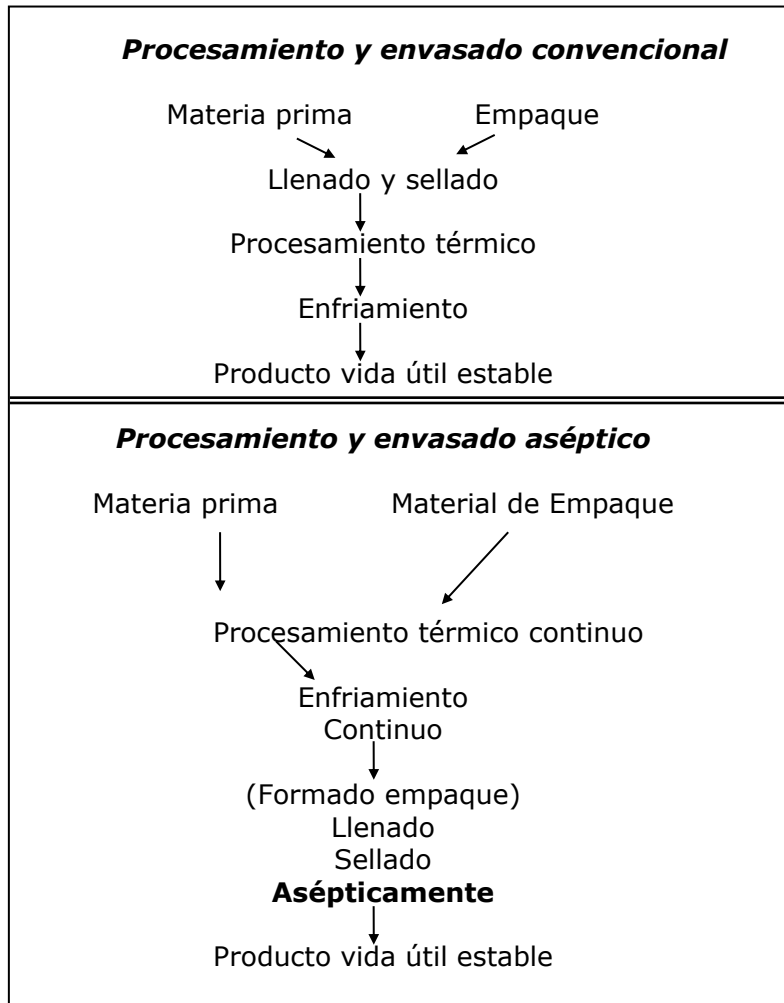 Procesamiento y envasado convencional
Materia prima Empaque
Llenado y sellado
Procesamiento térmico
Enfriamiento
Producto vida útil estable
Procesamiento y envasado aséptico
Materia prima Material de Empaque
Procesamiento térmico continuo
Enfriamiento
Continuo
(Formado empaque)
Llenado
Sellado
Asépticamente
Producto vida útil estable